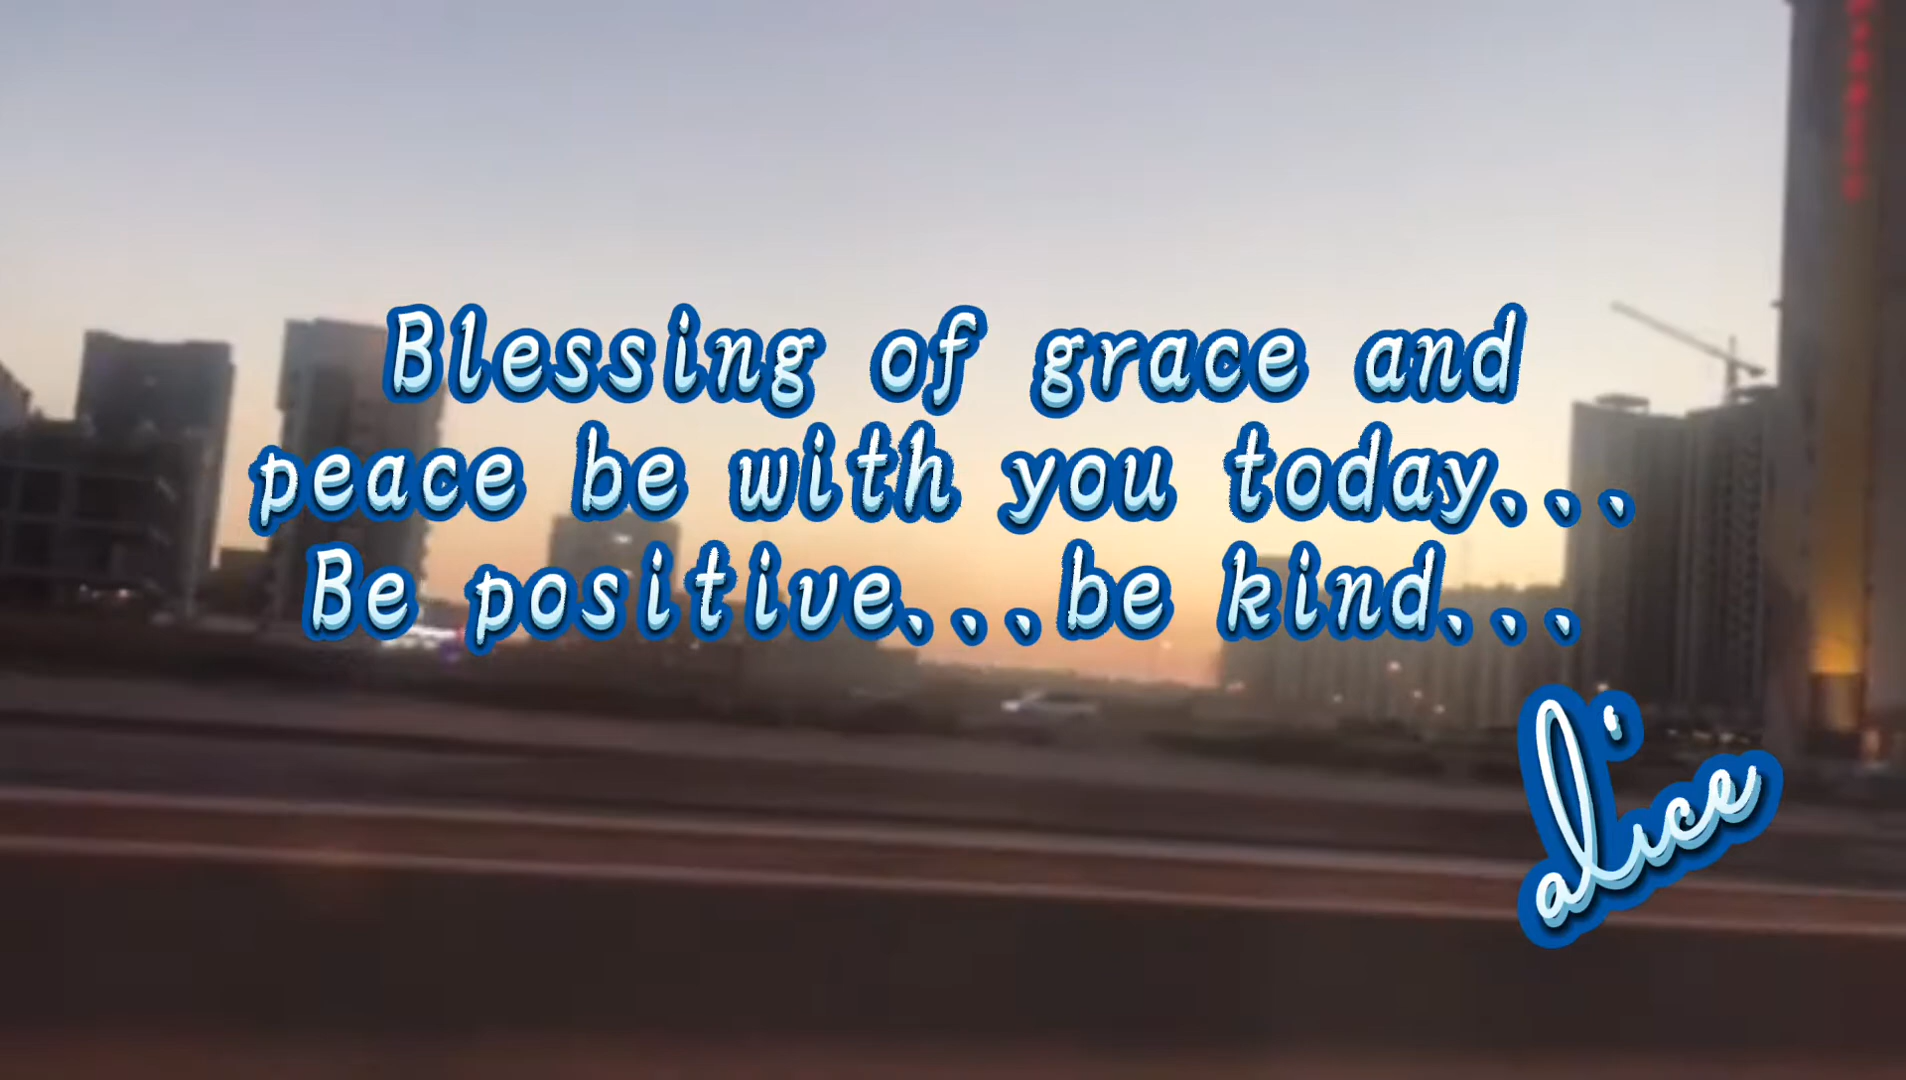 Blessing of grace and
peace be with you today...
Be positive...be kind...
alice